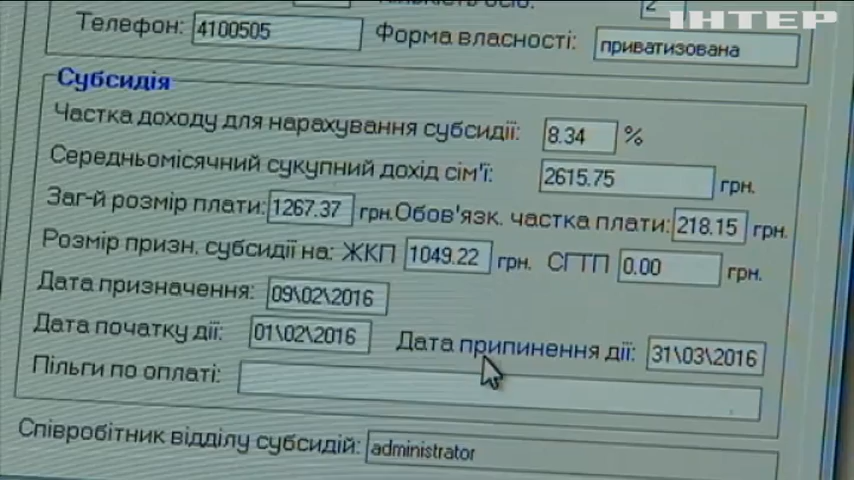 2
ІНТЕР
Телефон: 4100505 Форма власності: приватизована
Субсидія
Частка доходу для нарахування субсидії: 8.34 %
Середньомісячний сукупний дохід сім'ї: 2615.75 грн.
Заг-й розмір плати: 1267.37 грн. Обов'язк. частка плати: 218.15 грн.
Розмір призн. субсидії на: ЖКП 1049.22 грн. СГТП 0.00 грн.
Дата призначення: 09\02\2016
Дата початку дії: 01\02\2016 Дата припинення дії: 31\03\2016
Пільги по оплаті:
Співробітник відділу субсидій: administrator